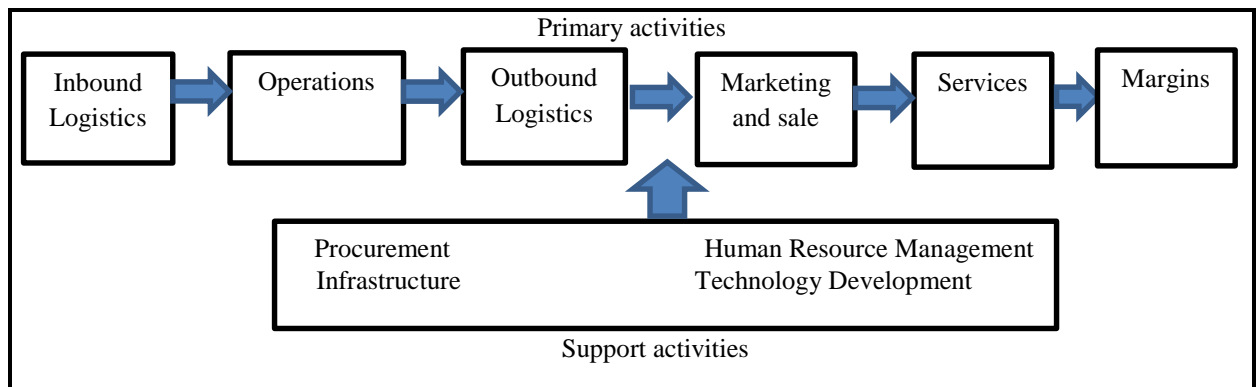 Primary activities
Inbound
Logistics
Operations
Outbound
Logistics
Marketing
and sale
Services
Margins
Procurement Human Resource Management
Infrastructure Technology Development
Support activities